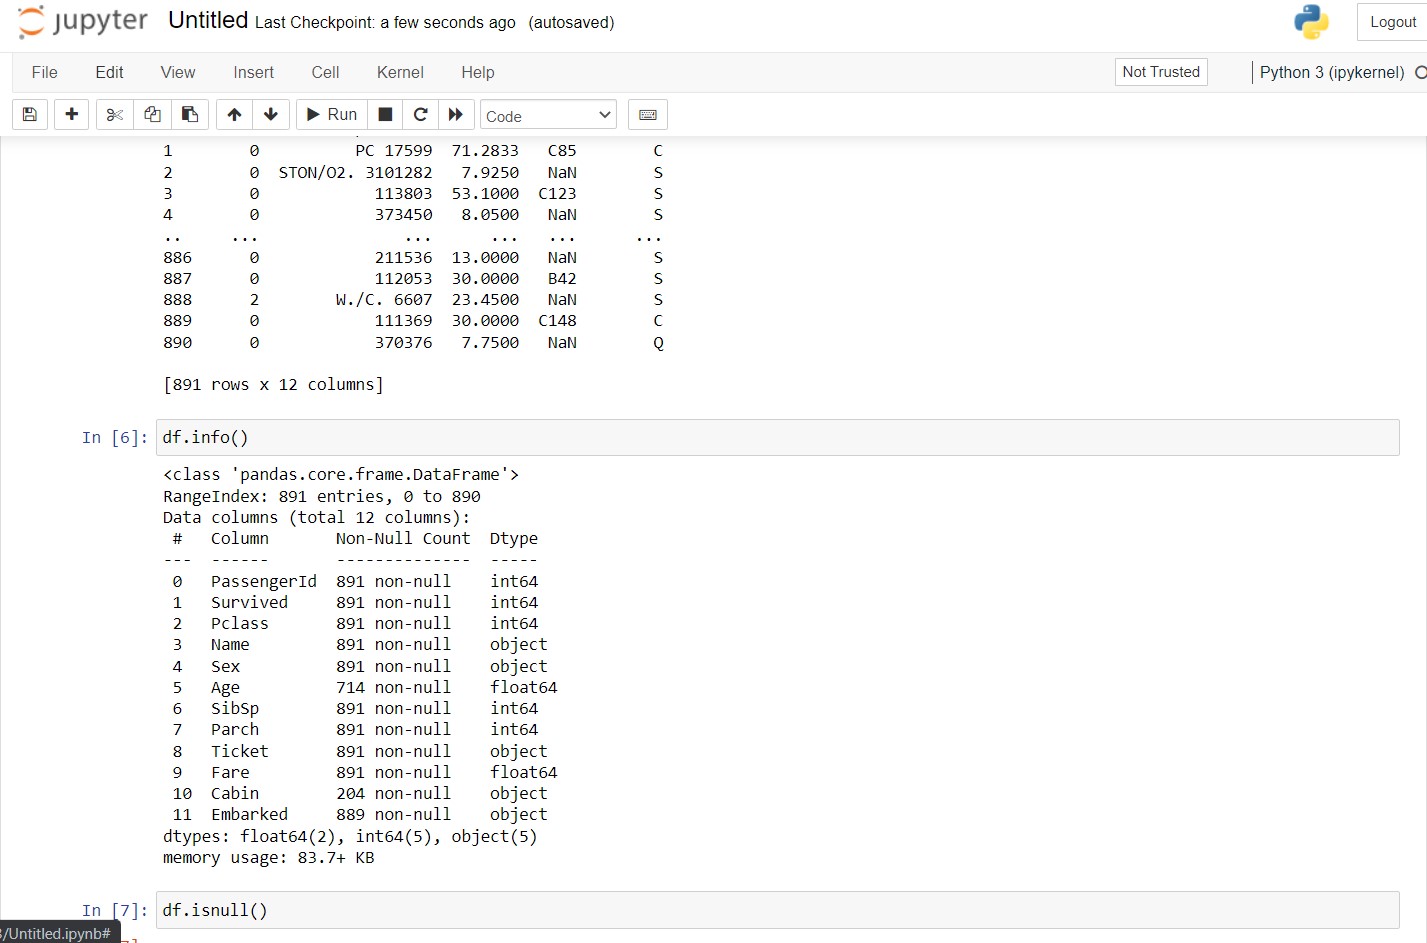 jupyter Untitled Last Checkpoint: a few seconds ago (autosaved) Logout
File Edit View Insert Cell Kernel Help Not Trusted Python 3 (ipykernel)
Run Code
1 0 PC 17599 71.2833 C85 C
2 0 STON/O2. 3101282 7.9250 NaN S
3 0 113803 53.1000 C123 S
4 0 373450 8.0500 NaN S
.. ... ... ... ... ...
886 0 211536 13.0000 NaN S
887 0 112053 30.0000 B42 S
888 2 W./C. 6607 23.4500 NaN S
889 0 111369 30.0000 C148 C
890 0 370376 7.7500 NaN Q
[891 rows x 12 columns]
In [6]: df.info()
<class 'pandas.core.frame.DataFrame'>
RangeIndex: 891 entries, 0 to 890
Data columns (total 12 columns):
# Column Non-Null Count Dtype
--- ------ -------------- -----
0 PassengerId 891 non-null int64
1 Survived 891 non-null int64
2 Pclass 891 non-null int64
3 Name 891 non-null object
4 Sex 891 non-null object
5 Age 714 non-null float64
6 SibSp 891 non-null int64
7 Parch 891 non-null int64
8 Ticket 891 non-null object
9 Fare 891 non-null float64
10 Cabin 204 non-null object
11 Embarked 889 non-null object
dtypes: float64(2), int64(5), object(5)
memory usage: 83.7+ KB
In [7]: df.isnull()
/Untitled.ipynb#